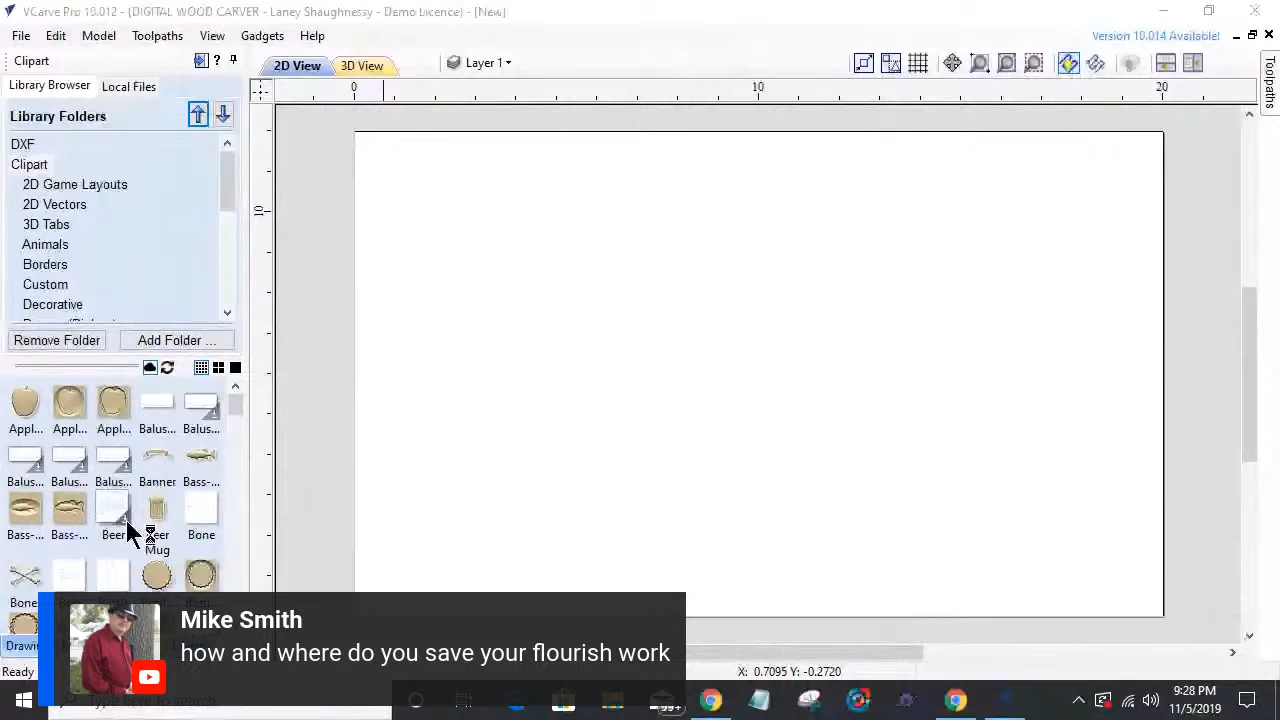 VCarve Pro 10.012 - (DIGITAL WOOD CARVER - Laney Shaughnessy - Demo Licence) - [New]
File Edit Model Toolpaths View Gadgets Help
Version 10.014 Available!
Clipart
2D View 3D View Layer 1
Library Browser Local Files
Toolpaths
0 10 20
Library Folders
DXF
Clipart
2D Game Layouts
2D Vectors
3D Tabs
Animals
Borders
Custom
Decorative
10
Remove Folder Add Folder ...
Appl... Appl... Appl... Balus... Balus...
Balus... Balus... Balus... Banner Bass-...
Bass-... Bass-... Beer Beer Mug Bone
Bone
Mike Smith
how and where do you save your flourish work
Ready
X: 0.7095 Y: -0.2720
99+
9:28 PM
11/5/2019